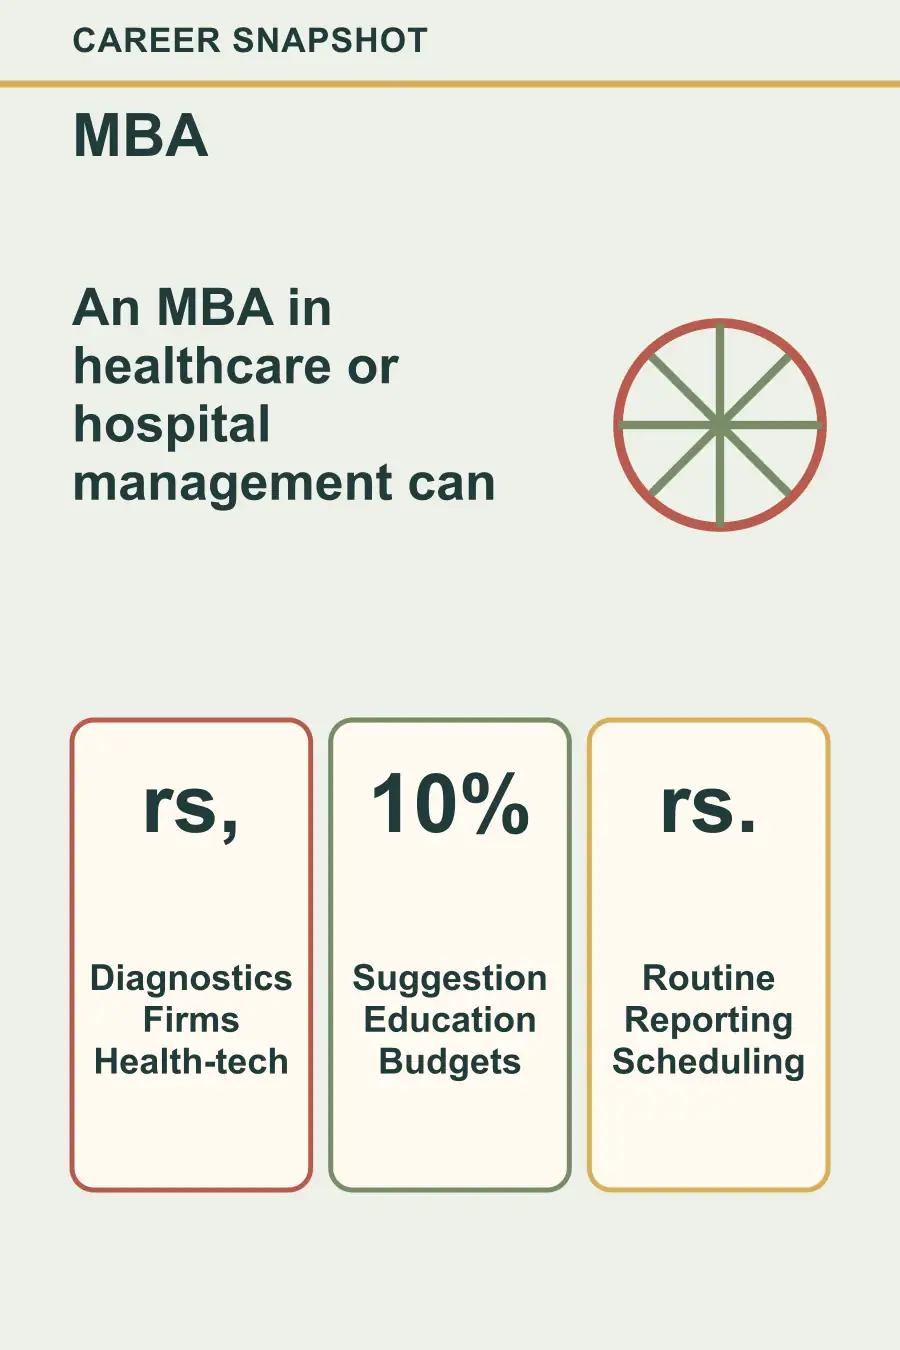 CAREER SNAPSHOT
MBA
An MBA in
healthcare or
hospital
management can
rs,
Diagnostics
Firms
Health-tech
10%
Suggestion
Education
Budgets
rs.
Routine
Reporting
Scheduling